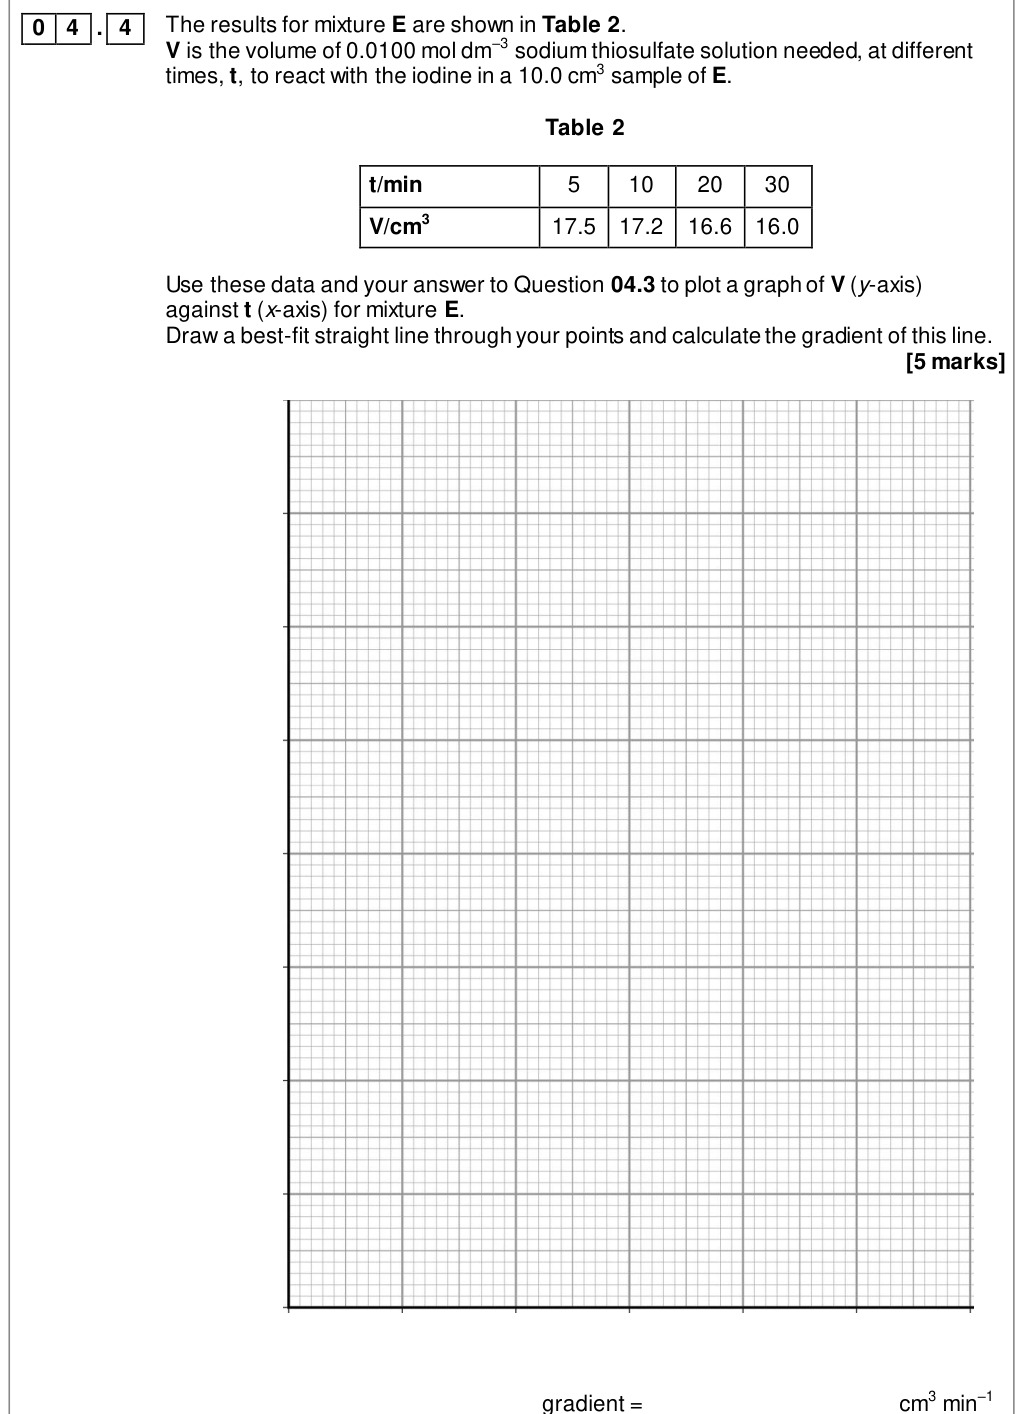 0 4 . 4 The results for mixture E are shown in Table 2.
V is the volume of 0.0100 mol dm⁻³ sodium thiosulfate solution needed, at different
times, t, to react with the iodine in a 10.0 cm³ sample of E.
Table 2
t/min 5 10 20 30
V/cm³ 17.5 17.2 16.6 16.0
Use these data and your answer to Question 04.3 to plot a graph of V (y-axis)
against t (x-axis) for mixture E.
Draw a best-fit straight line through your points and calculate the gradient of this line.
[5 marks]
gradient = cm³ min⁻¹